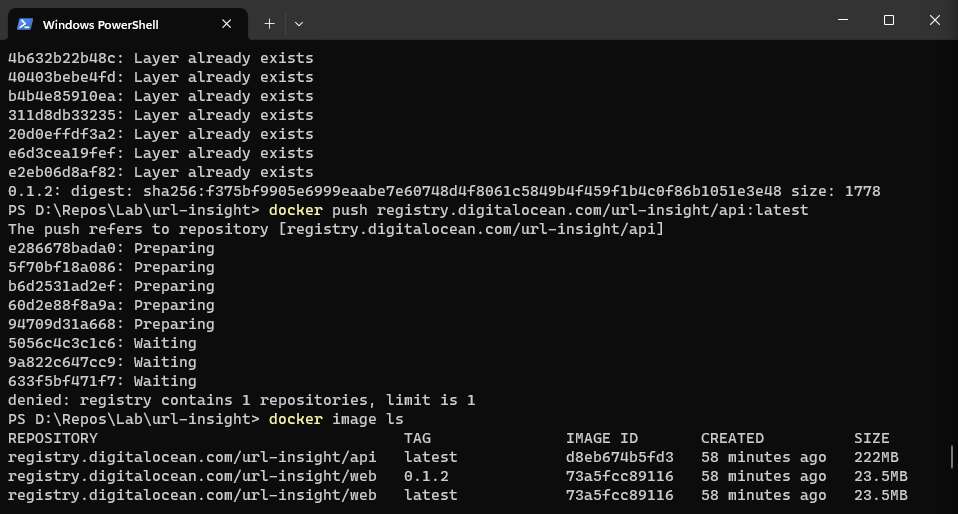 Windows PowerShell
4b632b22b48c: Layer already exists
40403bebe4fd: Layer already exists
b4b4e85910ea: Layer already exists
311d8db33235: Layer already exists
20d0effdf3a2: Layer already exists
e6d3cea19fef: Layer already exists
e2eb06d8af82: Layer already exists
0.1.2: digest: sha256:f375bf9905e6999eaabe7e60748d4f8061c5849b4f459f1b4c0f86b1051e3e48 size: 1778
PS D:\Repos\Lab\url-insight> docker push registry.digitalocean.com/url-insight/api:latest
The push refers to repository [registry.digitalocean.com/url-insight/api]
e286678bada0: Preparing
5f70bf18a086: Preparing
b6d2531ad2ef: Preparing
60d2e88f8a9a: Preparing
94709d31a668: Preparing
5056c4c3c1c6: Waiting
9a822c647cc9: Waiting
633f5bf471f7: Waiting
denied: registry contains 1 repositories, limit is 1
PS D:\Repos\Lab\url-insight> docker image ls
REPOSITORY TAG IMAGE ID CREATED SIZE
registry.digitalocean.com/url-insight/api latest d8eb674b5fd3 58 minutes ago 222MB
registry.digitalocean.com/url-insight/web 0.1.2 73a5fcc89116 58 minutes ago 23.5MB
registry.digitalocean.com/url-insight/web latest 73a5fcc89116 58 minutes ago 23.5MB